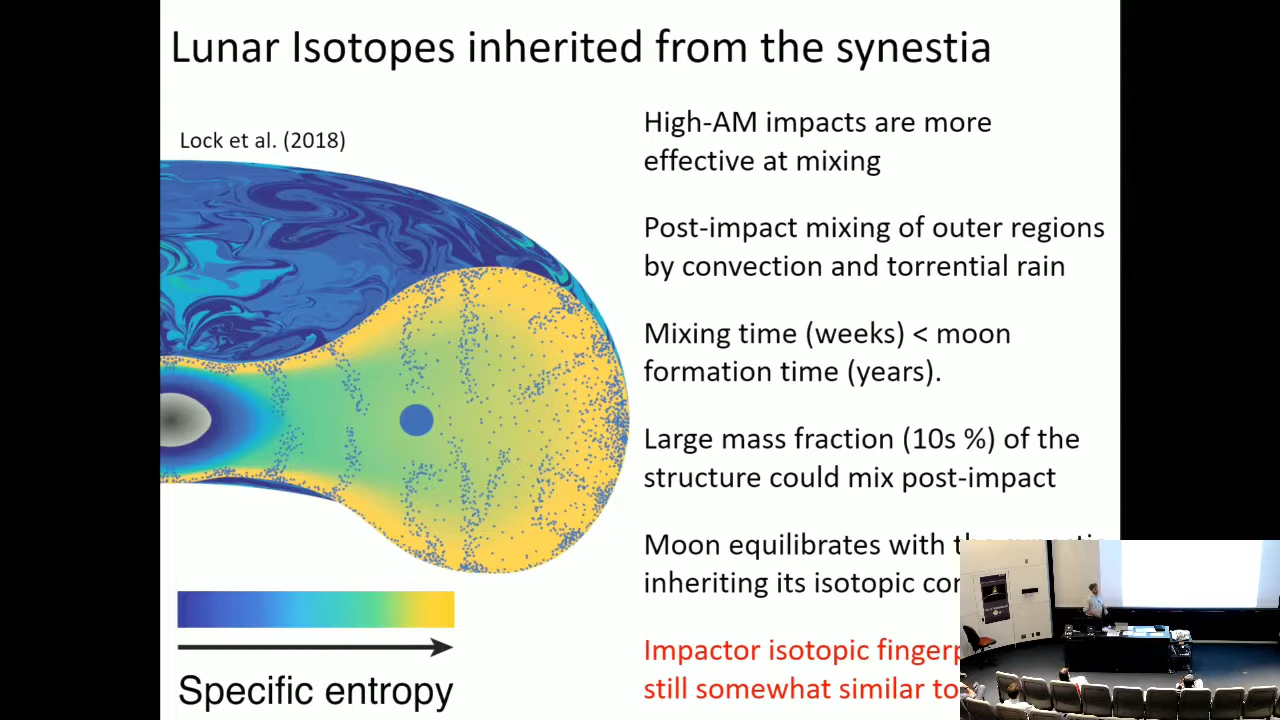 Lunar Isotopes inherited from the synestia
Lock et al. (2018)
High-AM impacts are more
effective at mixing
Post-impact mixing of outer regions
by convection and torrential rain
Mixing time (weeks) < moon
formation time (years).
Large mass fraction (10s %) of the
structure could mix post-impact
Moon equilibrates with
inheriting its isotopic
Impactor isotopic
still somewhat similar to
Specific entropy